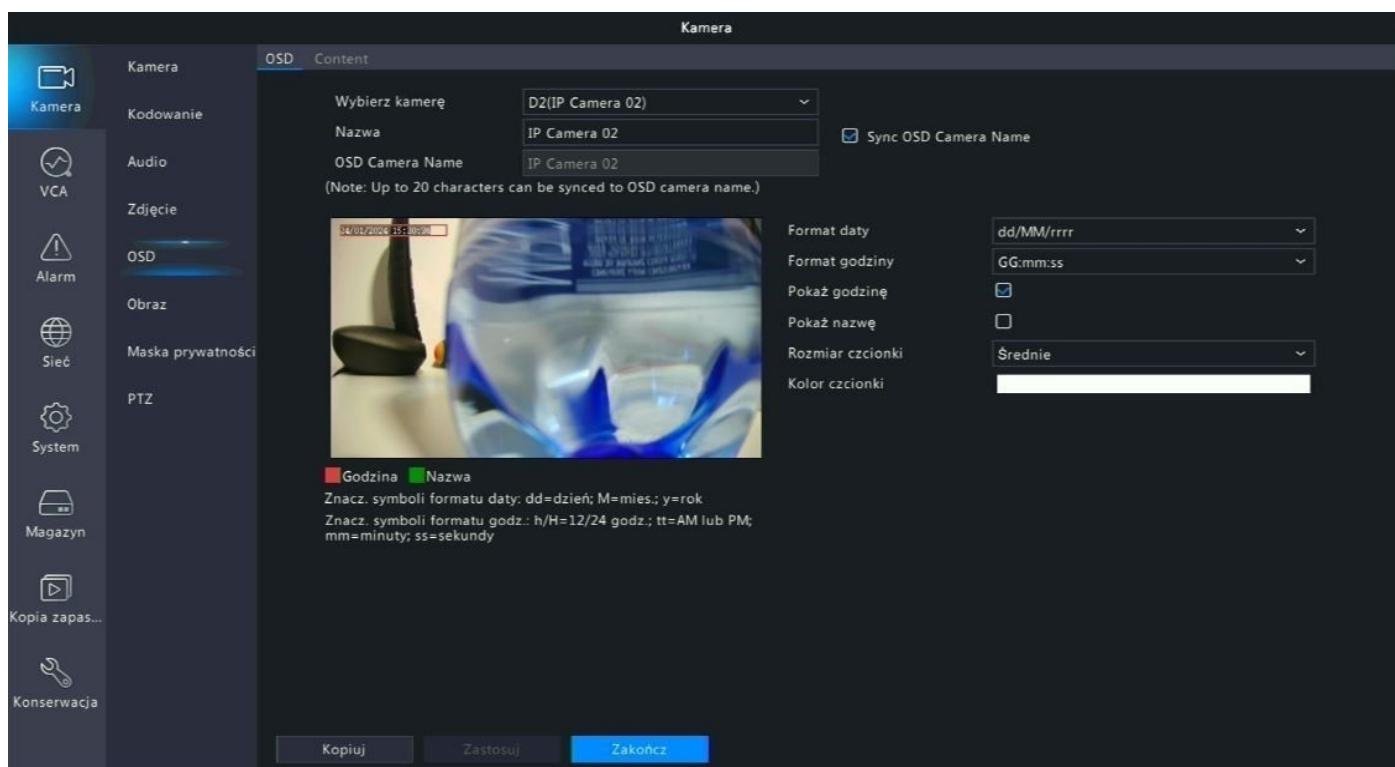 Kamera
Kamera
VCA
Alarm
Sieć
System
Magazyn
Kopia zapas...
Konserwacja
Kamera
Kodowanie
Audio
Zdjęcie
OSD
Obraz
Maska prywatności
PTZ
OSD Content
Wybierz kamerę D2(IP Camera 02)
Nazwa IP Camera 02 Sync OSD Camera Name
OSD Camera Name IP Camera 02
(Note: Up to 20 characters can be synced to OSD camera name.)
Format daty dd/MM/rrrr
Format godziny GG:mm:ss
Pokaż godzinę
Pokaż nazwę
Rozmiar czcionki Średnie
Kolor czcionki
Godzina Nazwa
Znacz. symboli formatu daty: dd=dzień; M=mies.; y=rok
Znacz. symboli formatu godz.: h/H=12/24 godz.; tt=AM lub PM;
mm=minuty; ss=sekundy
Kopiuj Zastosuj Zakończ